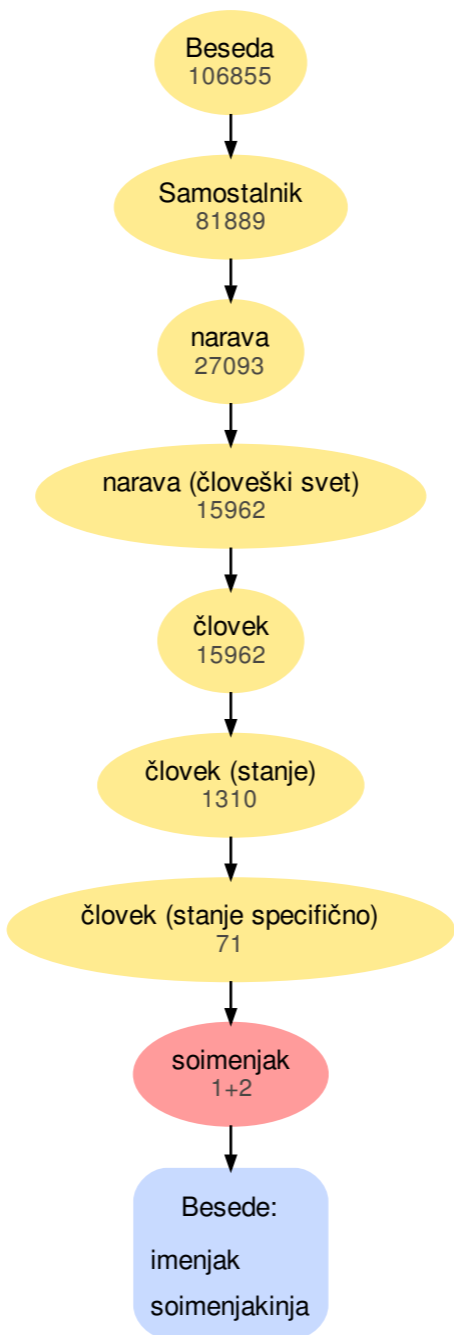 Beseda
106855
Samostalnik
81889
narava
27093
narava (človeški svet)
15962
človek
15962
človek (stanje)
1310
človek (stanje specifično)
71
soimenjak
1+2
Besede:
imenjak
soimenjakinja